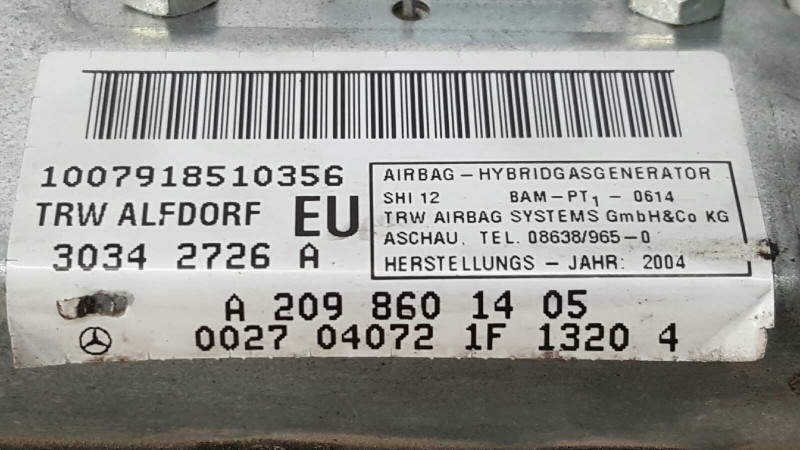 1007918510356
TRW ALFDORF EU
3034 2726 A
AIRBAG – HYBRIDGASGENERATOR
SHI 12 BAM–PT1 – 0614
TRW AIRBAG SYSTEMS GmbH&Co KG
ASCHAU, TEL. 08638/965–0
HERSTELLUNGS – JAHR: 2004
A 209 860 14 05
0027 04072 1F 1320 4